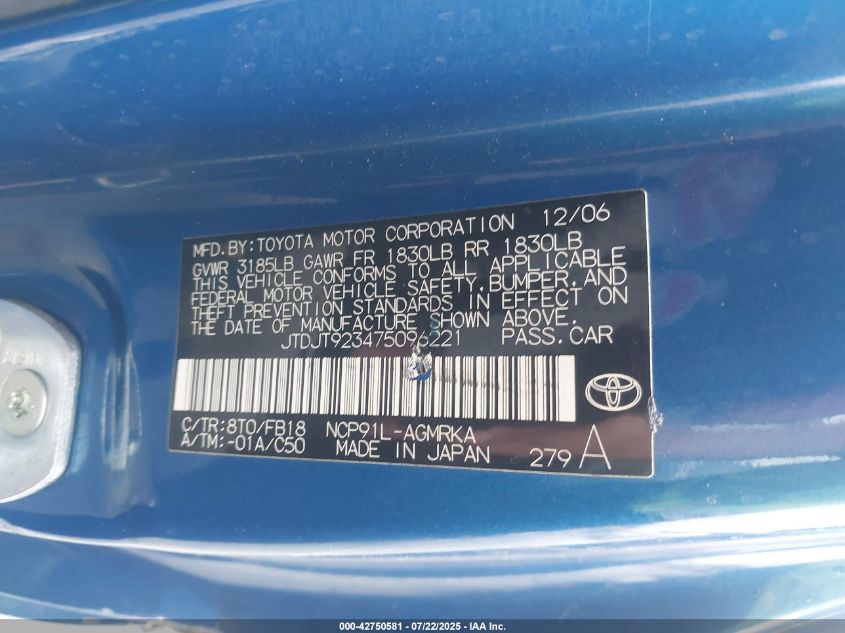 MFD.BY:TOYOTA MOTOR CORPORATION 12/06
GVWR 3185LB GAWR FR 1830LB RR 1830LB
THIS VEHICLE CONFORMS TO ALL APPLICABLE
FEDERAL MOTOR VEHICLE SAFETY,BUMPER,AND
THEFT PREVENTION STANDARDS IN EFFECT ON
THE DATE OF MANUFACTURE SHOWN ABOVE.
JTDJT923475096221 PASS.CAR
C/TR:8T0/FB18 NCP91L-AGMRKA
A/TM:-01A/C50 MADE IN JAPAN 279 A
000-42750581 - 07/22/2025 - IAA Inc.